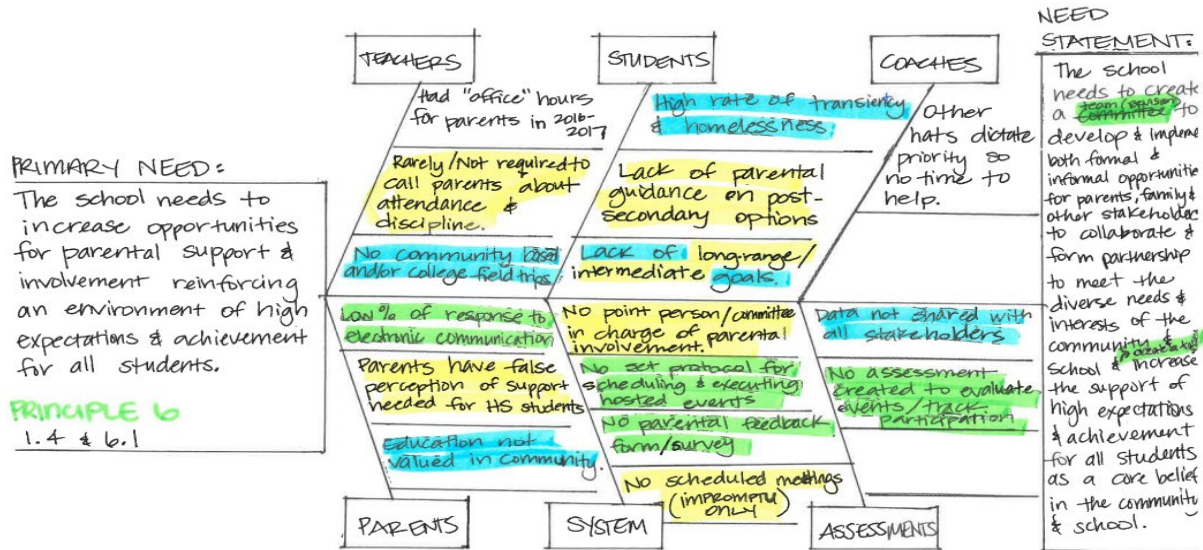 PRIMARY NEED:
The school needs to
increase opportunities
for parental support &
involvement reinforcing
an environment of high
expectations & achievement
for all students.
PRINCIPLE 6
1.4 & 6.1
TEACHERS
Had "office" hours
for parents in 2016-
2017
Rarely/Not required to
call parents about
attendance &
discipline.
No community based
and/or college field trips.
STUDENTS
High rate of transiency
& homelessness.
Lack of parental
guidance on post-
secondary options
Lack of long-range/
intermediate goals.
COACHES
Other
hats dictate
priority so
no time to
help.
Low % of response to
electronic communication
Parents have false
perception of support
needed for HS students
Education not
valued in community.
PARENTS
No point person/committee
in charge of parental
involvement.
No set protocol for
scheduling & executing
hosted events
No parental feedback
form/survey
No scheduled meetings
(IMPROMPTU
ONLY)
SYSTEM
Data not shared with
all stakeholders
No assessment
created to evaluate
events/track
participation
ASSESSMENTS
NEED
STATEMENT:
The school
needs to create
team
a committee to
develop & impleme
both formal &
informal opportunitie
for parents, family &
other stakeholder
to collaborate &
form partnership
to meet the
diverse needs &
interests of the
community &
school & increase
the support of
high expectations
& achievement
for all students
as a core belief
in the community
& school.